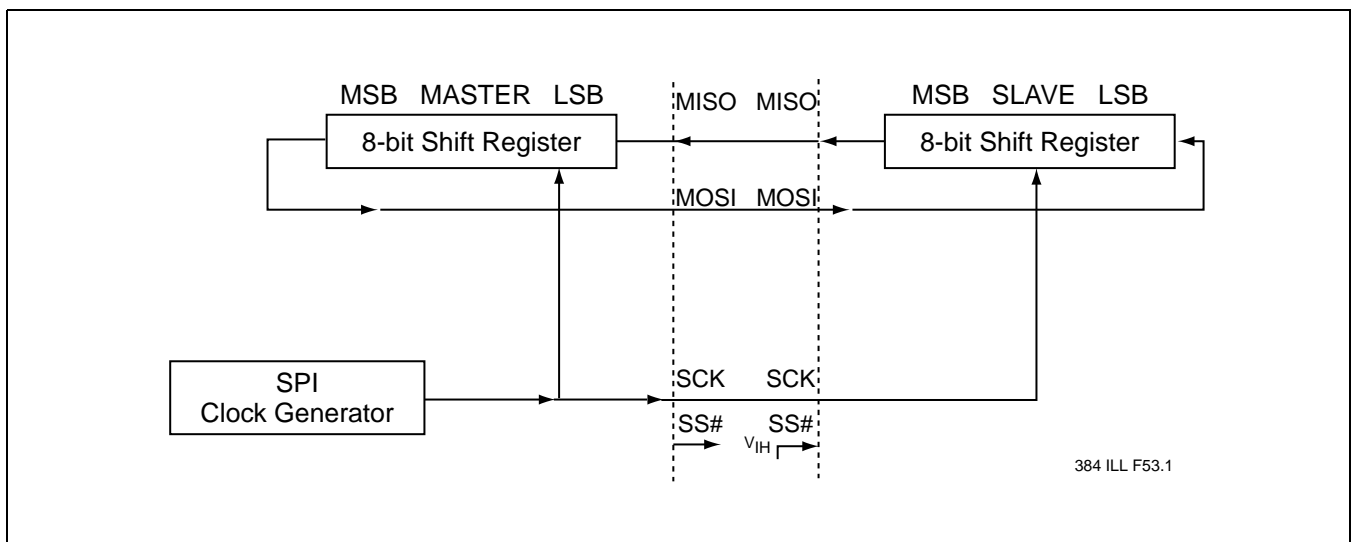 MSB MASTER LSB
MISO MISO
MSB SLAVE LSB
8-bit Shift Register
8-bit Shift Register
MOSI MOSI
SPI
Clock Generator
SCK SCK
SS# SS#
VIH
384 ILL F53.1